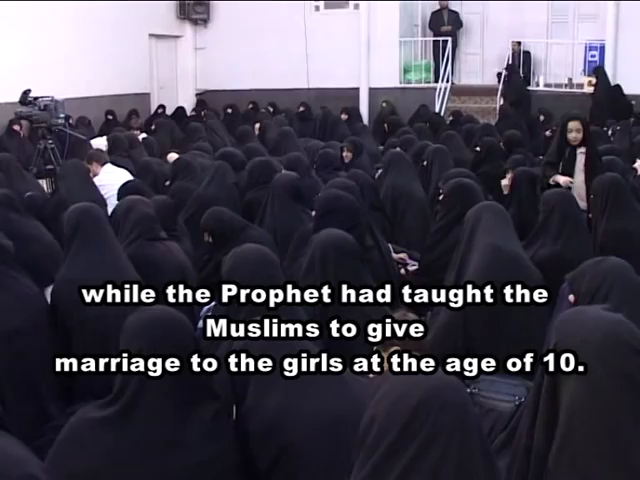 while the Prophet had taught the
Muslims to give
marriage to the girls at the age of 10.